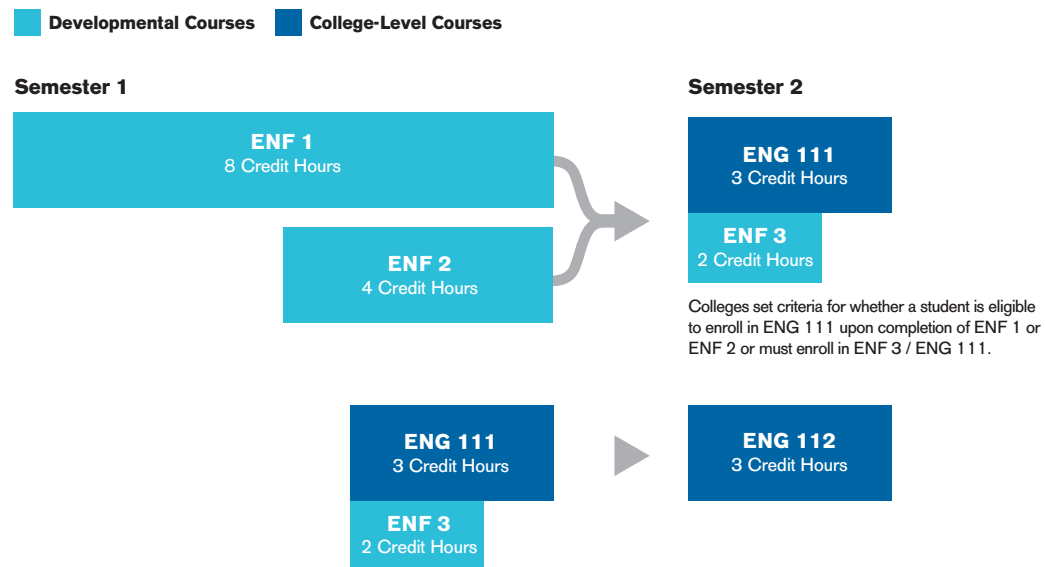 Developmental Courses
College-Level Courses
Semester 1
Semester 2
ENF 1
8 Credit Hours
ENG 111
3 Credit Hours
ENF 2
4 Credit Hours
ENF 3
2 Credit Hours
Colleges set criteria for whether a student is eligible
to enroll in ENG 111 upon completion of ENF 1 or
ENF 2 or must enroll in ENF 3 / ENG 111.
ENG 111
3 Credit Hours
ENF 3
2 Credit Hours
ENG 112
3 Credit Hours